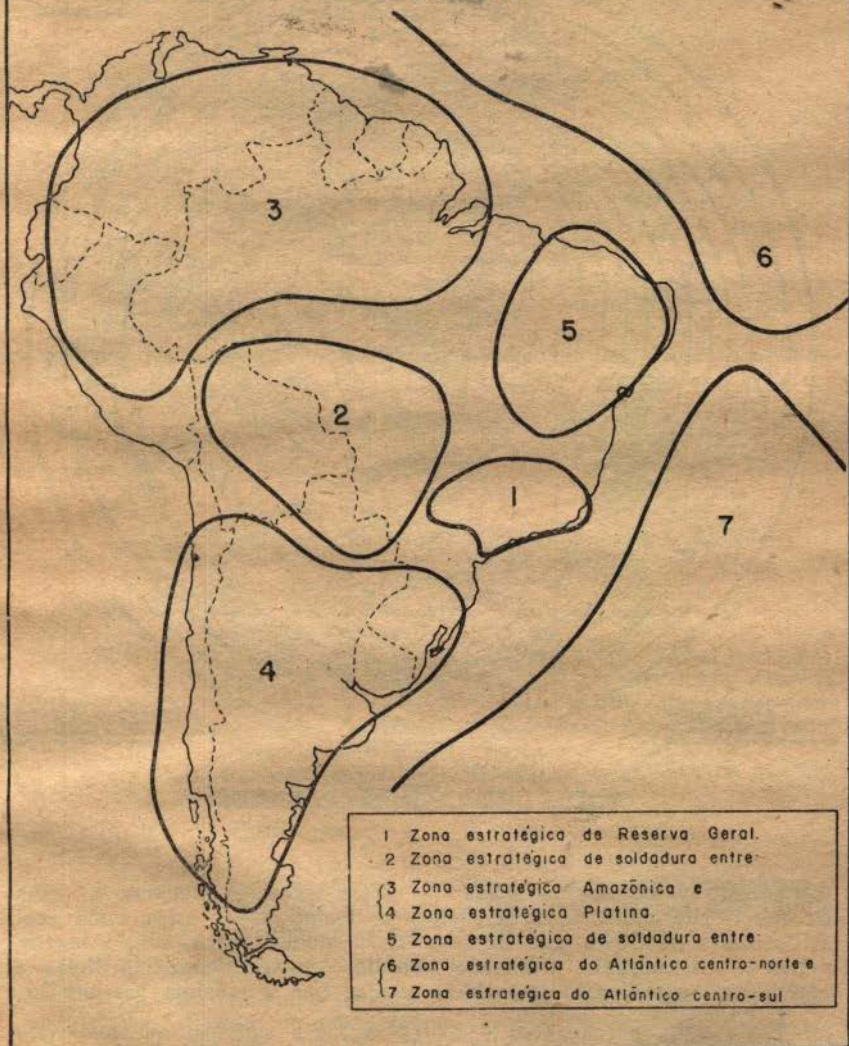 3
6
5
2
1
7
4
1 Zona estratégica de Reserva Geral.
2 Zona estratégica de soldadura entre
3 Zona estratégica Amazônica e
4 Zona estratégica Platina.
5 Zona estratégica de soldadura entre
6 Zona estratégica do Atlântico centro-norte e
7 Zona estratégica do Atlântico centro-sul